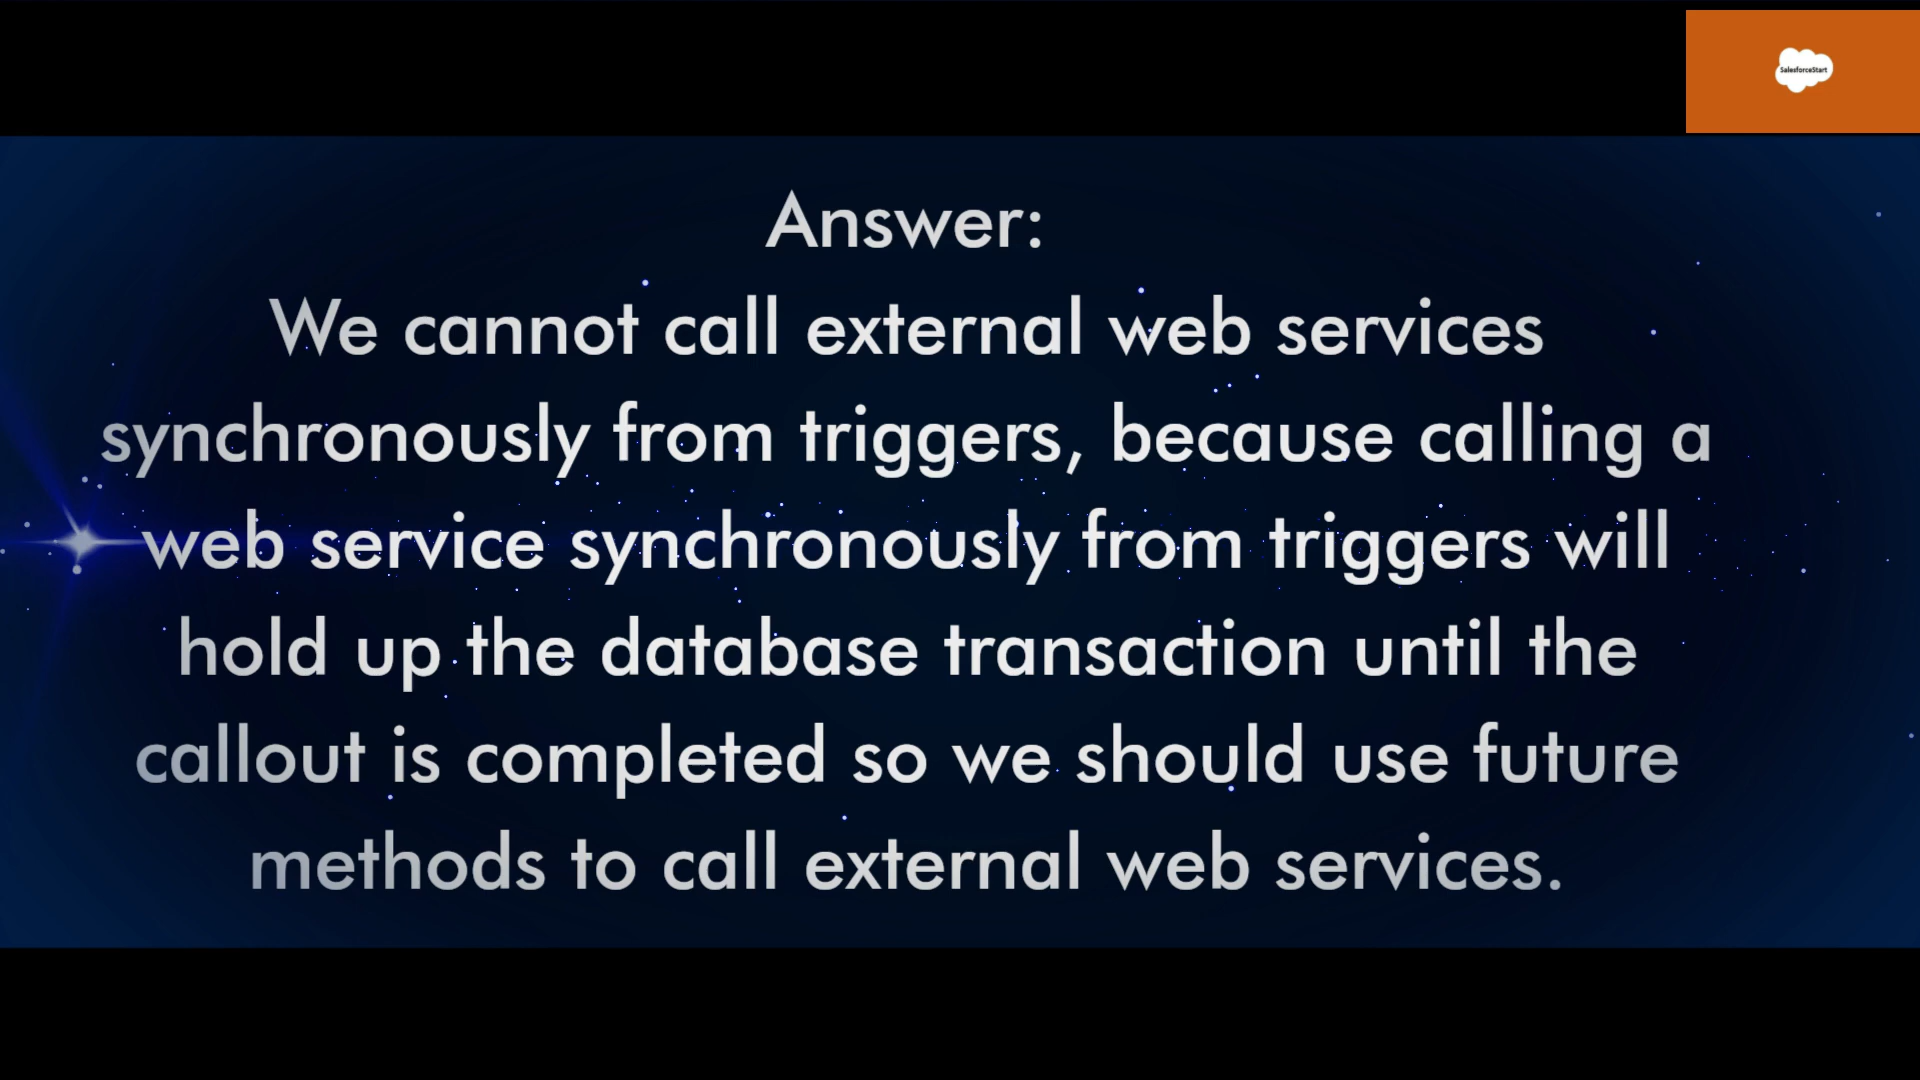 SalesforceStart
Answer:
We cannot call external web services
synchronously from triggers, because calling a
web service synchronously from triggers will
hold up the database transaction until the
callout is completed so we should use future
methods to call external web services.